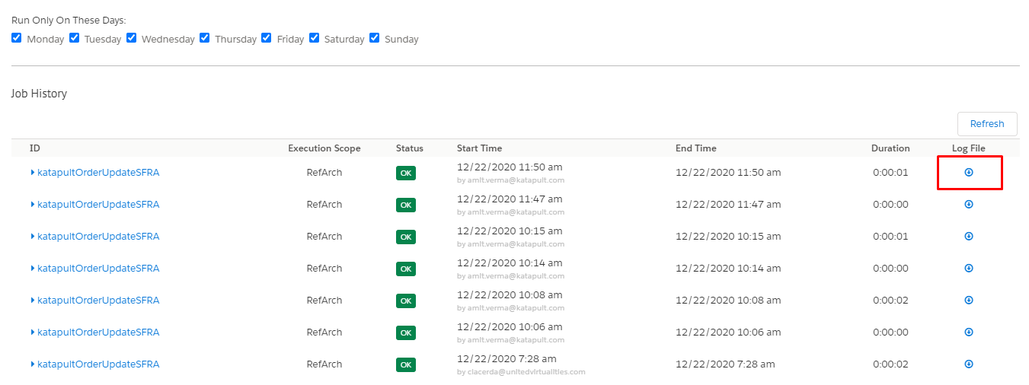 Run Only On These Days:
Monday Tuesday Wednesday Thursday Friday Saturday Sunday
Job History
Refresh
ID Execution Scope Status Start Time End Time Duration Log File
katapultOrderUpdateSFRA RefArch OK 12/22/2020 11:50 am 12/22/2020 11:50 am 0:00:01
by amit.verma@katapult.com
katapultOrderUpdateSFRA RefArch OK 12/22/2020 11:47 am 12/22/2020 11:47 am 0:00:00
by amit.verma@katapult.com
katapultOrderUpdateSFRA RefArch OK 12/22/2020 10:15 am 12/22/2020 10:15 am 0:00:01
by amit.verma@katapult.com
katapultOrderUpdateSFRA RefArch OK 12/22/2020 10:14 am 12/22/2020 10:14 am 0:00:00
by amit.verma@katapult.com
katapultOrderUpdateSFRA RefArch OK 12/22/2020 10:08 am 12/22/2020 10:08 am 0:00:02
by amit.verma@katapult.com
katapultOrderUpdateSFRA RefArch OK 12/22/2020 10:06 am 12/22/2020 10:06 am 0:00:00
by amit.verma@katapult.com
katapultOrderUpdateSFRA RefArch OK 12/22/2020 7:28 am 12/22/2020 7:28 am 0:00:02
by clacerda@unitedvirtualities.com